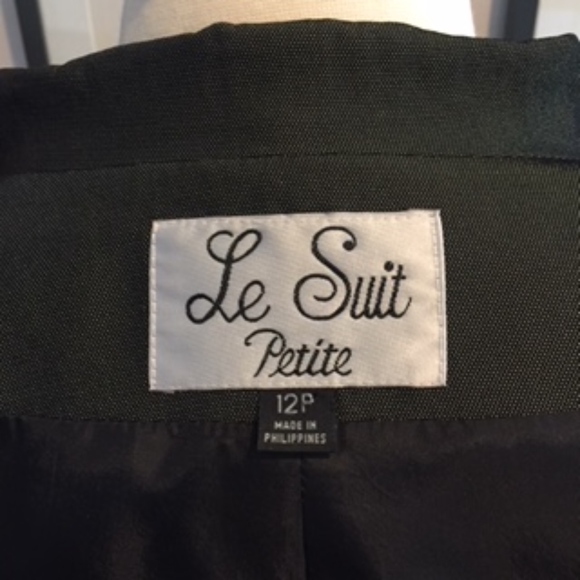 Le Suit
Petite
12P
MADE IN
PHILIPPINES